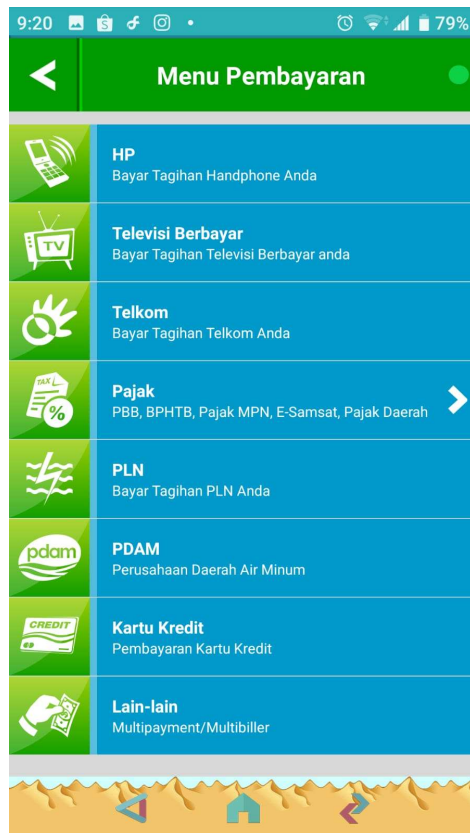 9:20
79%
Menu Pembayaran
HP
Bayar Tagihan Handphone Anda
TV
Televisi Berbayar
Bayar Tagihan Televisi Berbayar anda
Telkom
Bayar Tagihan Telkom Anda
TAX
%
Pajak
PBB, BPHTB, Pajak MPN, E-Samsat, Pajak Daerah
PLN
Bayar Tagihan PLN Anda
pdam
PDAM
Perusahaan Daerah Air Minum
CREDIT
Kartu Kredit
Pembayaran Kartu Kredit
Lain-lain
Multipayment/Multibiller